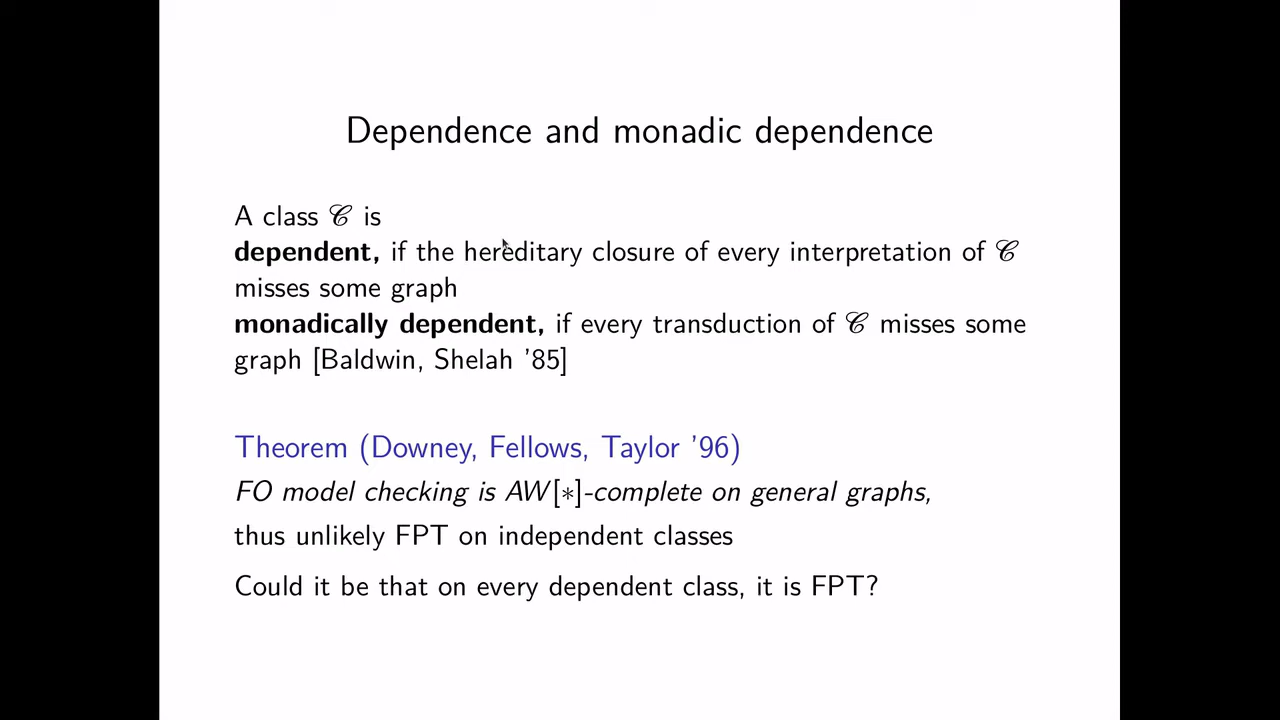 Dependence and monadic dependence
A class 𝒞 is
dependent, if the hereditary closure of every interpretation of 𝒞
misses some graph
monadically dependent, if every transduction of 𝒞 misses some
graph [Baldwin, Shelah '85]
Theorem (Downey, Fellows, Taylor '96)
FO model checking is AW[∗]-complete on general graphs,
thus unlikely FPT on independent classes
Could it be that on every dependent class, it is FPT?